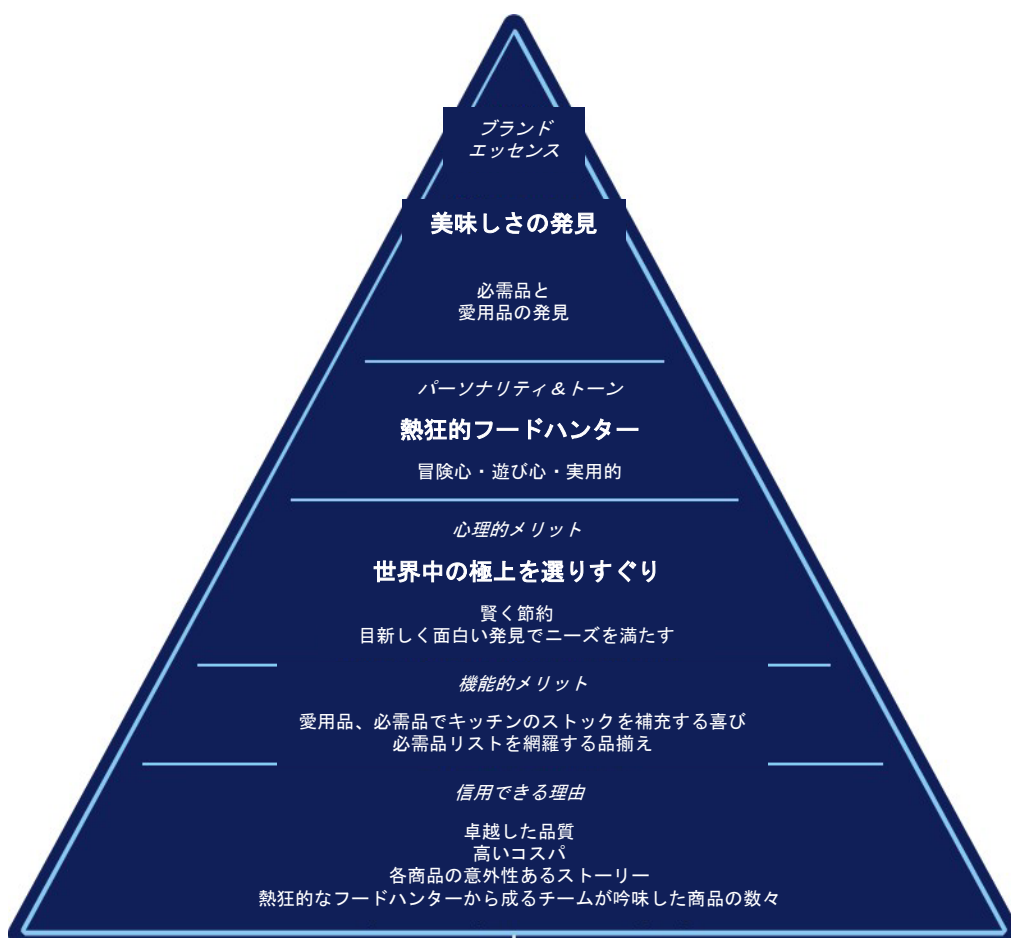 ブランド
エッセンス
美味しさの発見
必需品と
愛用品の発見
パーソナリティ＆トーン
熱狂的フードハンター
冒険心・遊び心・実用的
心理的メリット
世界中の極上を選りすぐり
賢く節約
目新しく面白い発見でニーズを満たす
機能的メリット
愛用品、必需品でキッチンのストックを補充する喜び
必需品リストを網羅する品揃え
信用できる理由
卓越した品質
高いコスパ
各商品の意外性あるストーリー
熱狂的なフードハンターから成るチームが吟味した商品の数々